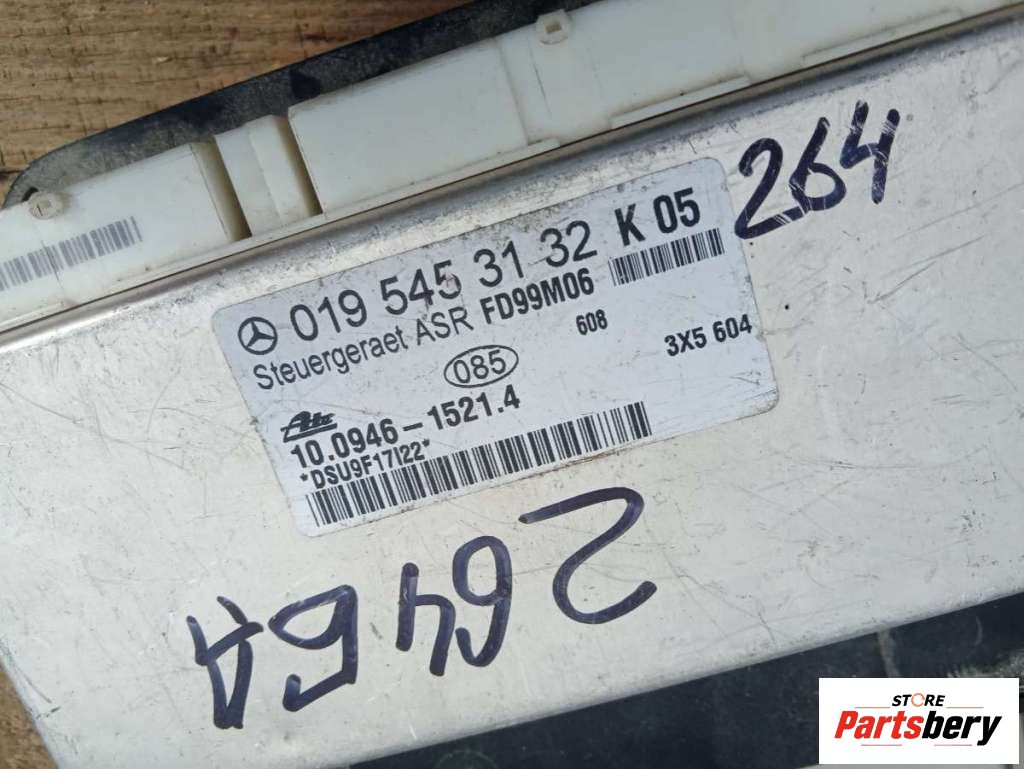 264
019 545 31 32 K 05
Steuergeraet ASR FD99M06
608
3X5 604
085
Ate
10.0946-1521.4
*DSU9F17I22*
264
STORE
Partsbery